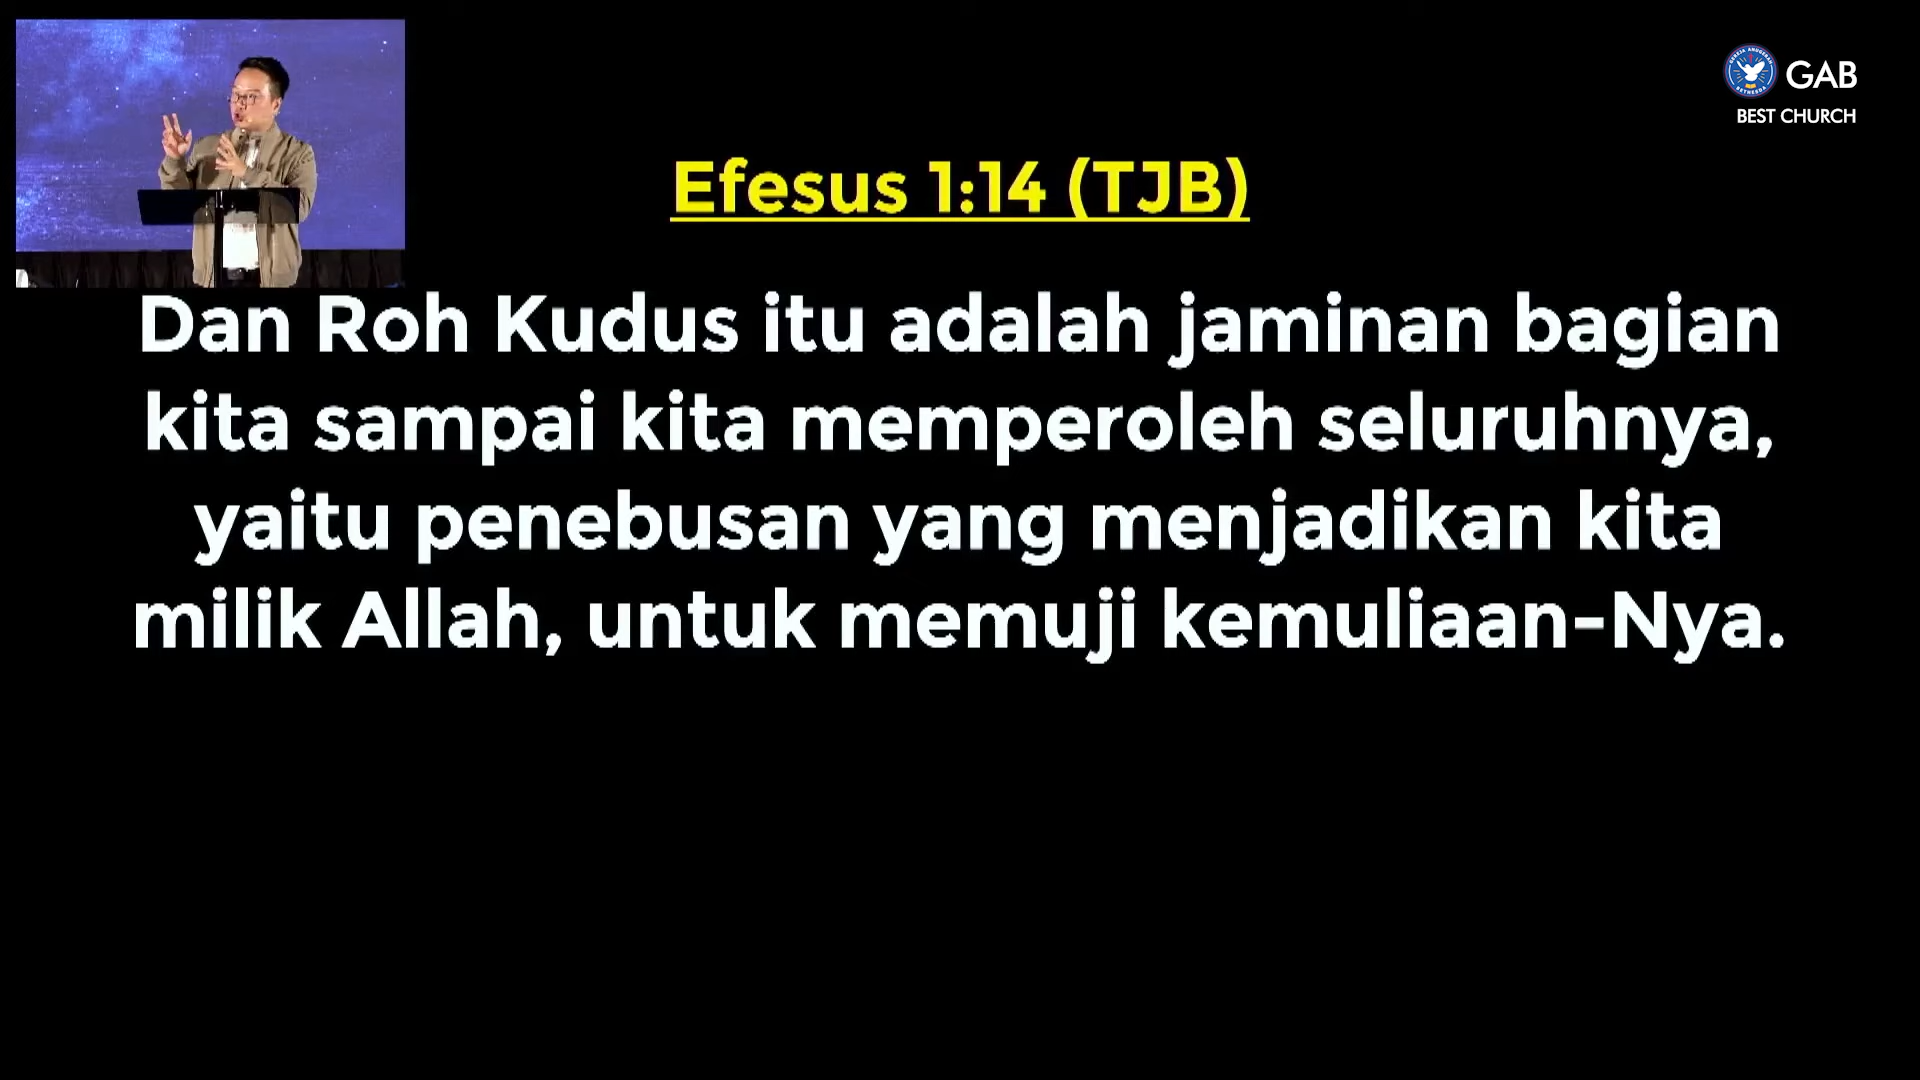 GAB
BEST CHURCH
Efesus 1:14 (TJB)
Dan Roh Kudus itu adalah jaminan bagian
kita sampai kita memperoleh seluruhnya,
yaitu penebusan yang menjadikan kita
milik Allah, untuk memuji kemuliaan-Nya.